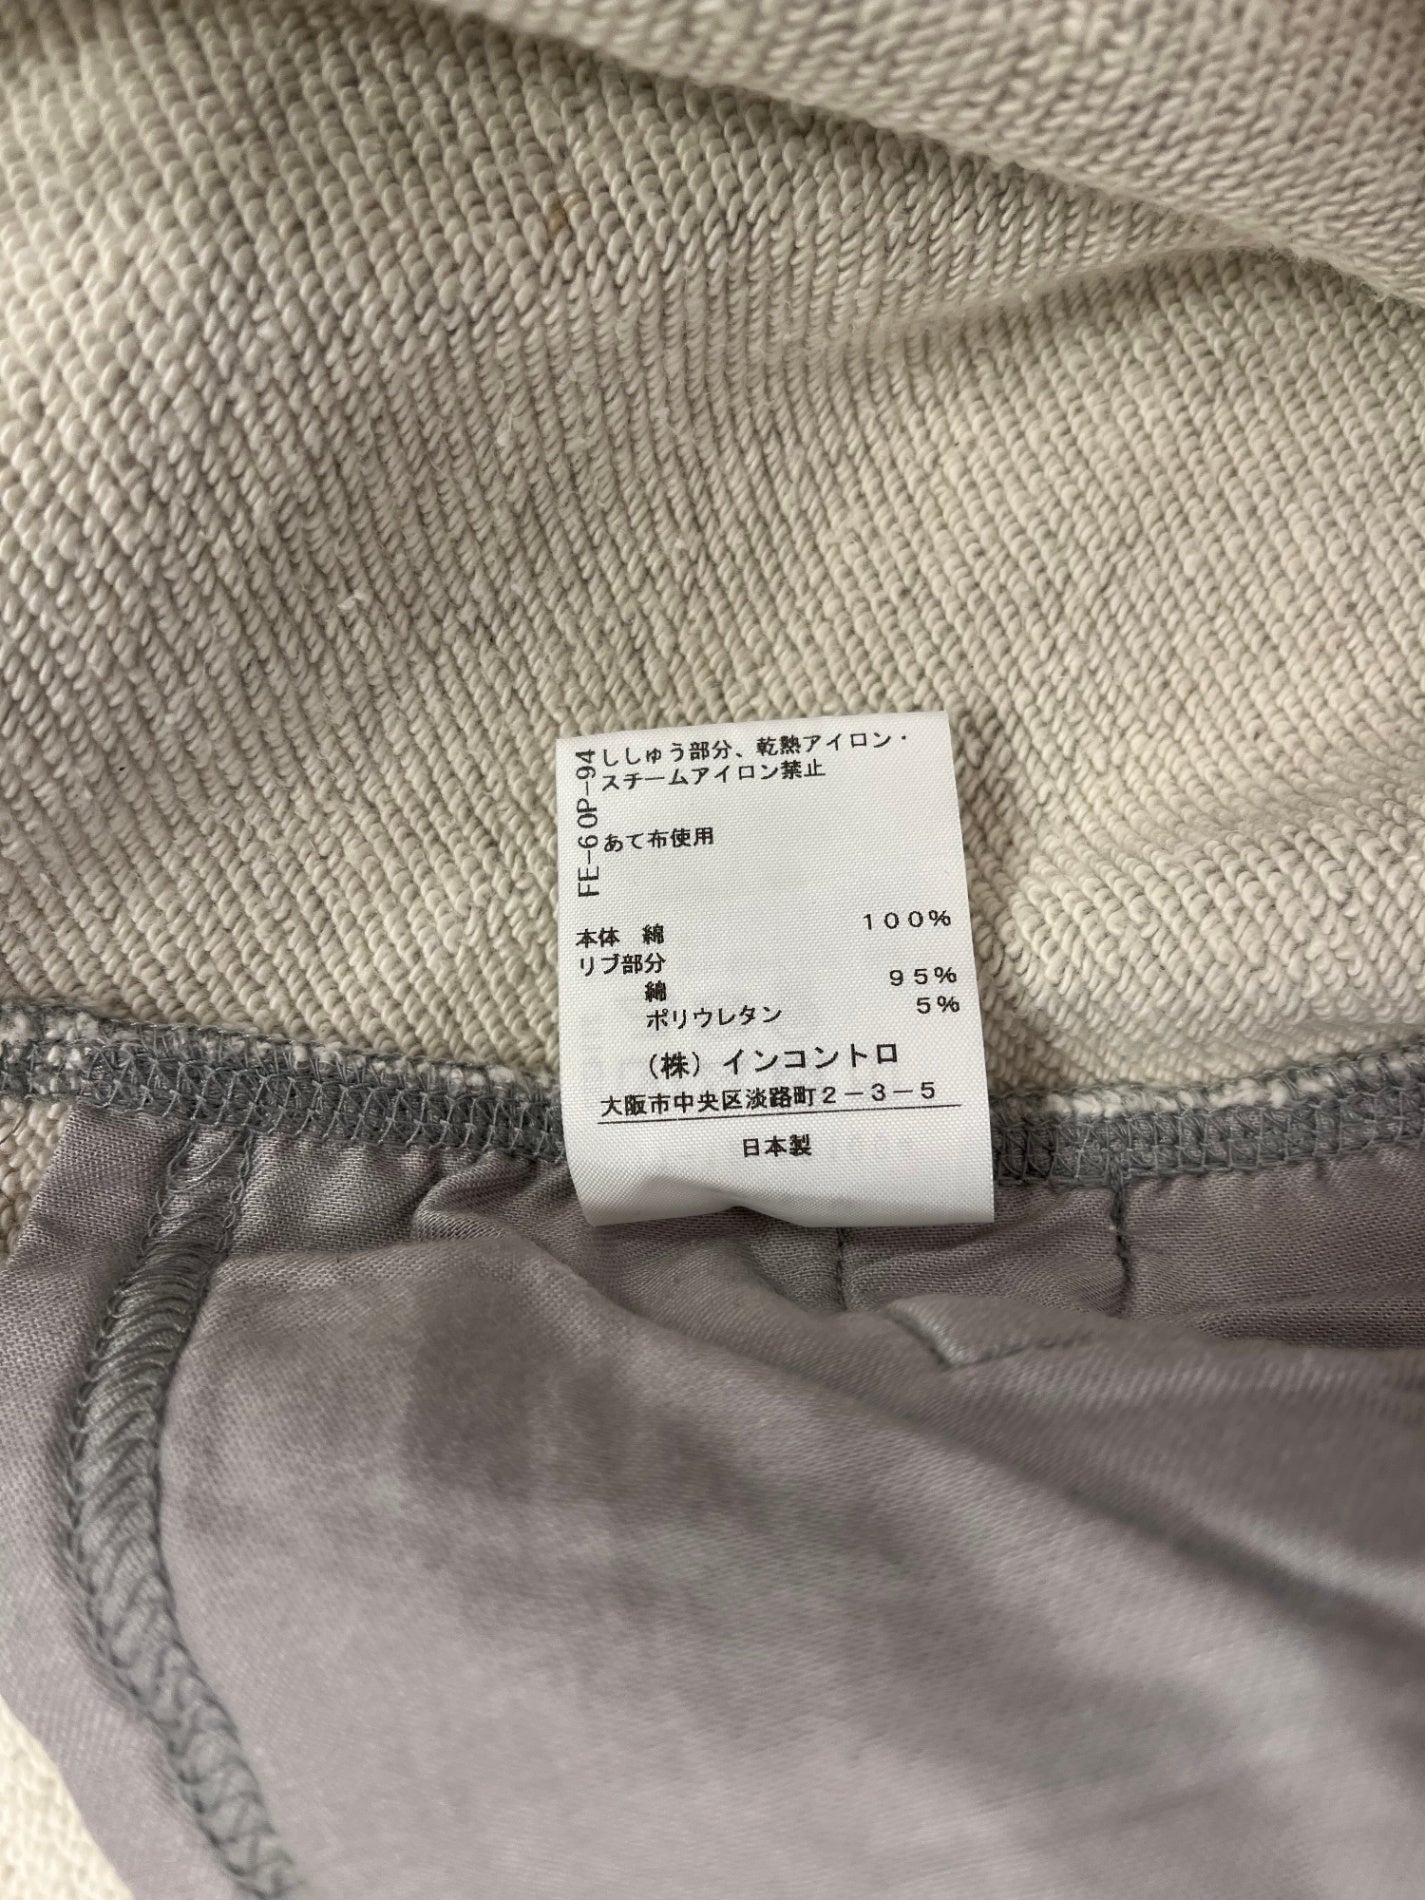 FE-60P-94
ししゅう部分、乾熱アイロン・
スチームアイロン禁止
あて布使用
本体　綿　100%
リブ部分
綿　95%
ポリウレタン　5%
（株）インコントロ
大阪市中央区淡路町2－3－5
日本製